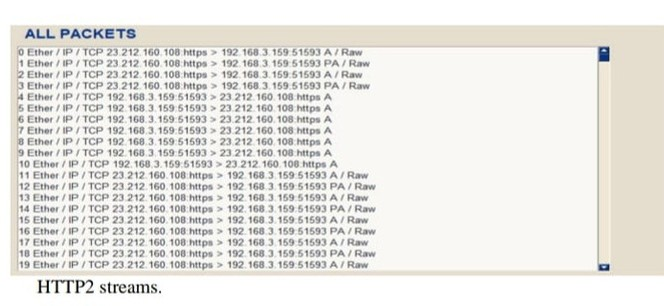 ALL PACKETS
0 Ether / IP / TCP 23.212.160.108:https > 192.168.3.159:51593 A / Raw
1 Ether / IP / TCP 23.212.160.108:https > 192.168.3.159:51593 PA / Raw
2 Ether / IP / TCP 23.212.160.108:https > 192.168.3.159:51593 A / Raw
3 Ether / IP / TCP 23.212.160.108:https > 192.168.3.159:51593 PA / Raw
4 Ether / IP / TCP 192.168.3.159:51593 > 23.212.160.108:https A
5 Ether / IP / TCP 192.168.3.159:51593 > 23.212.160.108:https A
6 Ether / IP / TCP 192.168.3.159:51593 > 23.212.160.108:https A
7 Ether / IP / TCP 192.168.3.159:51593 > 23.212.160.108:https A
8 Ether / IP / TCP 192.168.3.159:51593 > 23.212.160.108:https A
9 Ether / IP / TCP 192.168.3.159:51593 > 23.212.160.108:https A
10 Ether / IP / TCP 192.168.3.159:51593 > 23.212.160.108:https A
11 Ether / IP / TCP 23.212.160.108:https > 192.168.3.159:51593 A / Raw
12 Ether / IP / TCP 23.212.160.108:https > 192.168.3.159:51593 PA / Raw
13 Ether / IP / TCP 23.212.160.108:https > 192.168.3.159:51593 A / Raw
14 Ether / IP / TCP 23.212.160.108:https > 192.168.3.159:51593 PA / Raw
15 Ether / IP / TCP 23.212.160.108:https > 192.168.3.159:51593 A / Raw
16 Ether / IP / TCP 23.212.160.108:https > 192.168.3.159:51593 PA / Raw
17 Ether / IP / TCP 23.212.160.108:https > 192.168.3.159:51593 A / Raw
18 Ether / IP / TCP 23.212.160.108:https > 192.168.3.159:51593 PA / Raw
19 Ether / IP / TCP 23.212.160.108:https > 192.168.3.159:51593 A / Raw
HTTP2 streams.